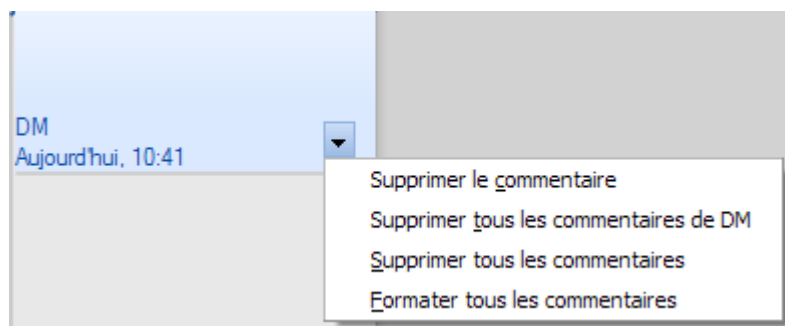 DM
Aujourd'hui, 10:41
Supprimer le commentaire
Supprimer tous les commentaires de DM
Supprimer tous les commentaires
Formater tous les commentaires